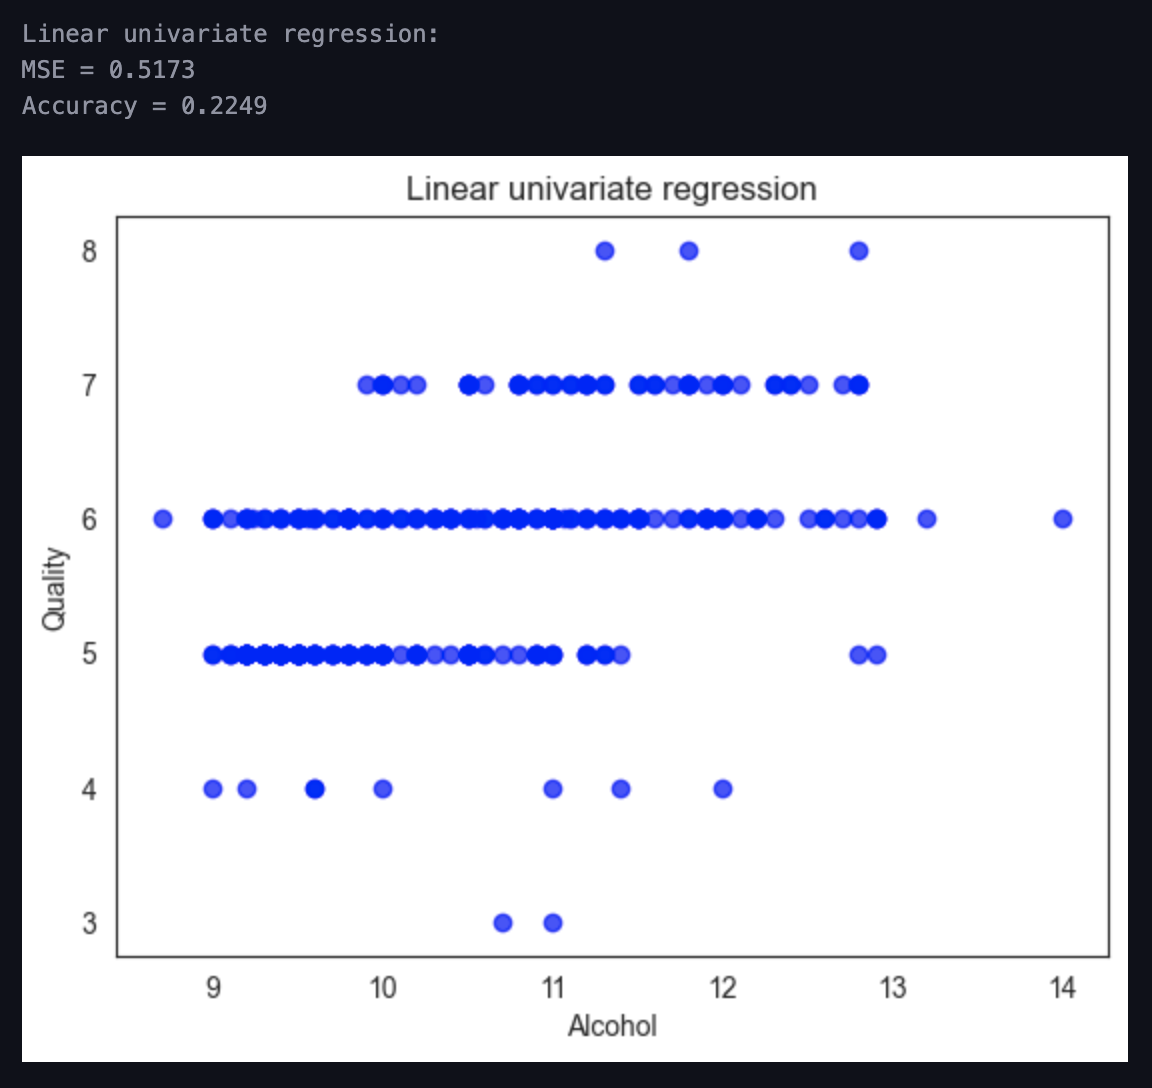 Linear univariate regression:
MSE = 0.5173
Accuracy = 0.2249
Linear univariate regression
8
7
6
5
4
3
Quality
9 10 11 12 13 14
Alcohol